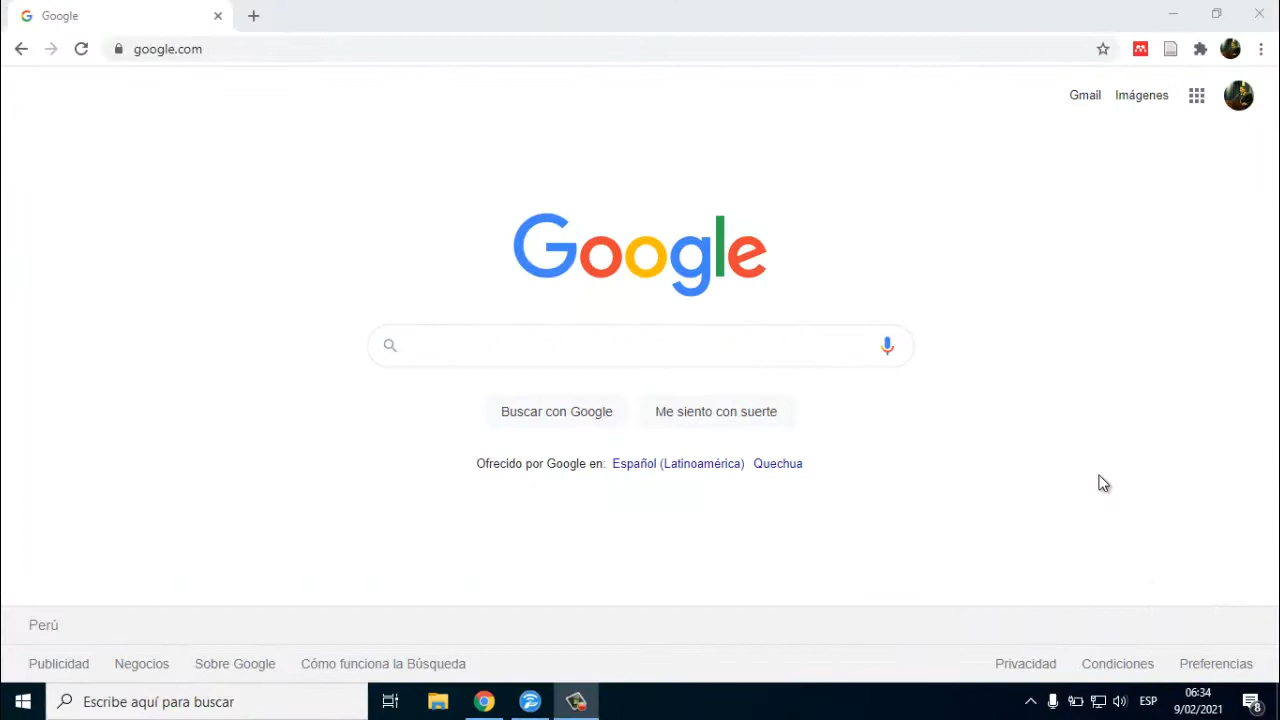 Google
google.com
Gmail Imágenes
Google
Buscar con Google Me siento con suerte
Ofrecido por Google en: Español (Latinoamérica) Quechua
Perú
Publicidad Negocios Sobre Google Cómo funciona la Búsqueda Privacidad Condiciones Preferencias
Escribe aquí para buscar ESP 06:34
9/02/2021 8